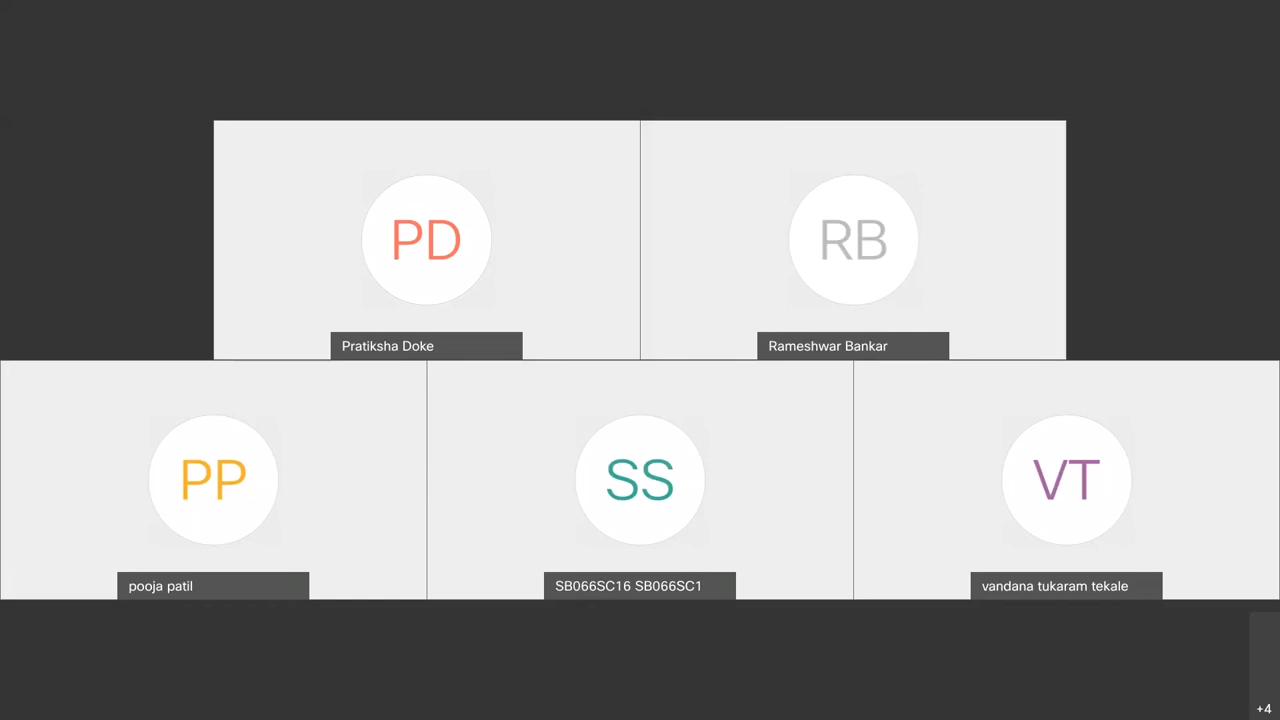 PD
RB
Pratiksha Doke
Rameshwar Bankar
PP
SS
VT
pooja patil
SB066SC16 SB066SC1
vandana tukaram tekale
+4